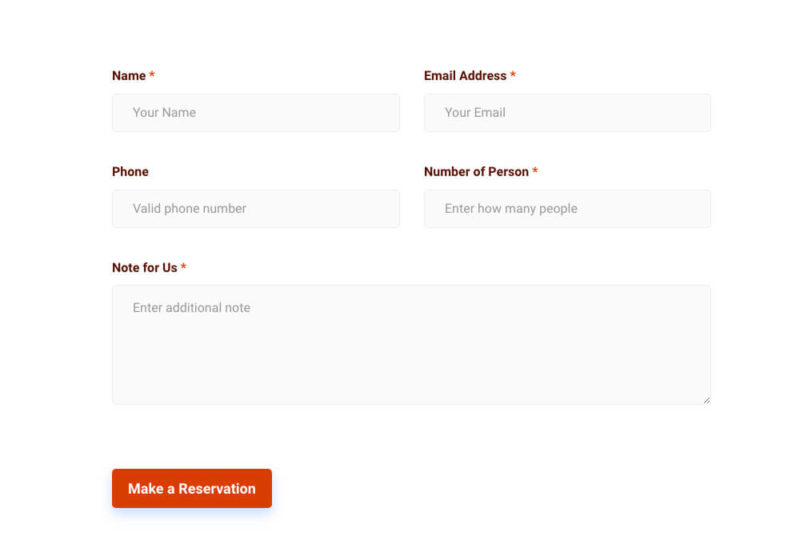 Name *
Email Address *
Your Name
Your Email
Phone
Number of Person *
Valid phone number
Enter how many people
Note for Us *
Enter additional note
Make a Reservation